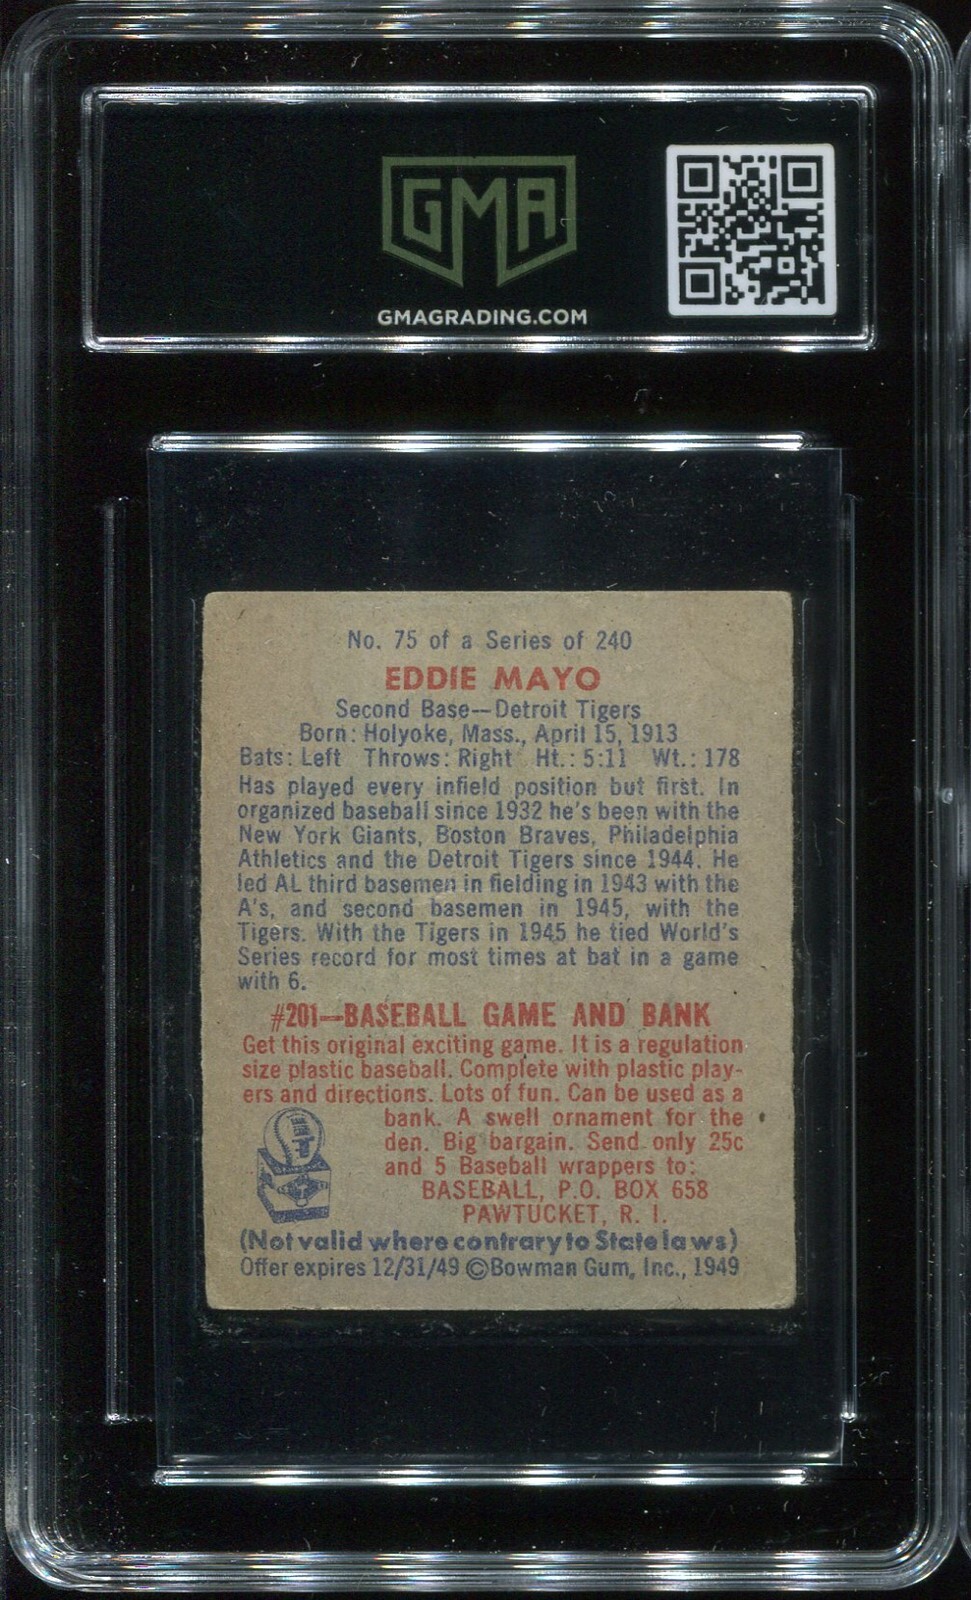 GMA
GMAGRADING.COM
No. 75 of a Series of 240
EDDIE MAYO
Second Base—Detroit Tigers
Born: Holyoke, Mass., April 15, 1913
Bats: Left Throws: Right Ht.: 5:11 Wt.: 178
Has played every infield position but first. In
organized baseball since 1932 he's been with the
New York Giants, Boston Braves, Philadelphia
Athletics and the Detroit Tigers since 1944. He
led AL third basemen in fielding in 1943 with the
A's, and second basemen in 1945, with the
Tigers. With the Tigers in 1945 he tied World's
Series record for most times at bat in a game
with 6.
#201—BASEBALL GAME AND BANK
Get this original exciting game. It is a regulation
size plastic baseball. Complete with plastic play-
ers and directions. Lots of fun. Can be used as a
bank. A swell ornament for the
den. Big bargain. Send only 25c
and 5 Baseball wrappers to:
BASEBALL, P.O. BOX 658
PAWTUCKET, R. I.
(Not valid where contrary to State laws)
Offer expires 12/31/49 ©Bowman Gum, Inc., 1949